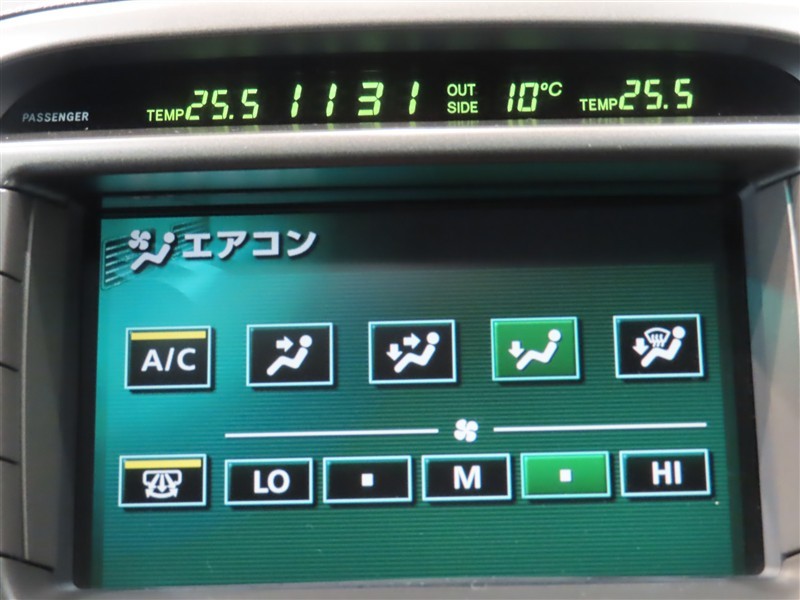 PASSENGER TEMP 25.5 11 31 OUT SIDE 10°C TEMP 25.5
エアコン
A/C
LO M HI